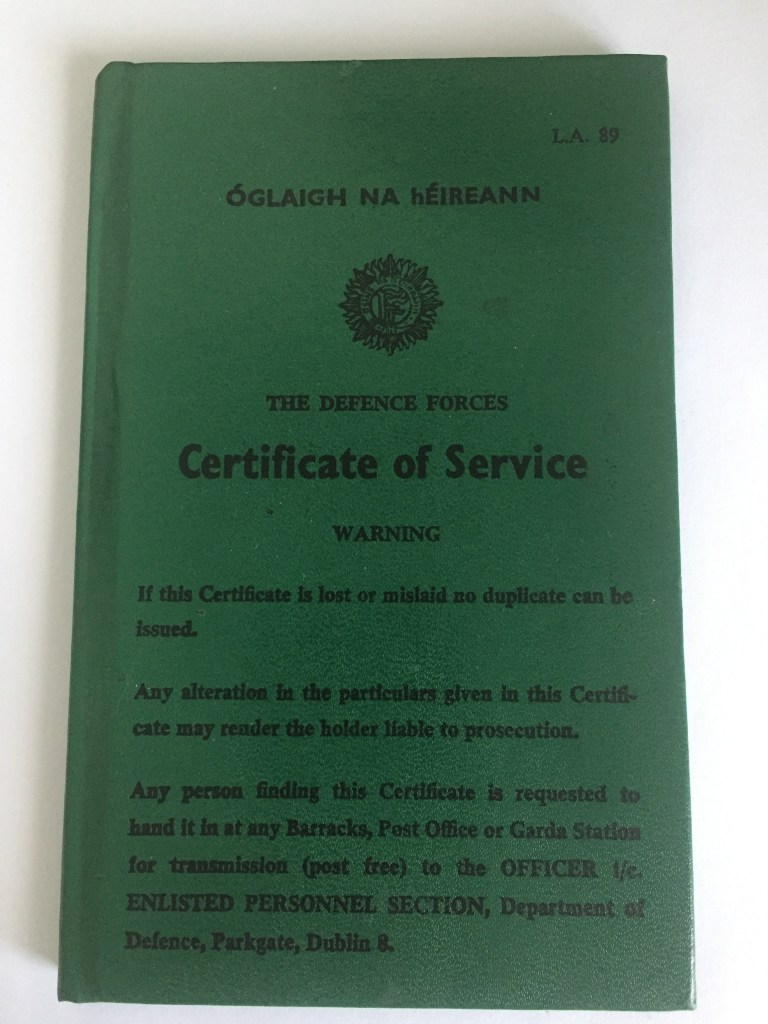 L.A. 89
ÓGLAIGH NA hÉIREANN
THE DEFENCE FORCES
Certificate of Service
WARNING
If this Certificate is lost or mislaid no duplicate can be
issued.
Any alteration in the particulars given in this Certifi-
cate may render the holder liable to prosecution.
Any person finding this Certificate is requested to
hand it in at any Barracks, Post Office or Garda Station
for transmission (post free) to the OFFICER i/c.
ENLISTED PERSONNEL SECTION, Department of
Defence, Parkgate, Dublin 8.